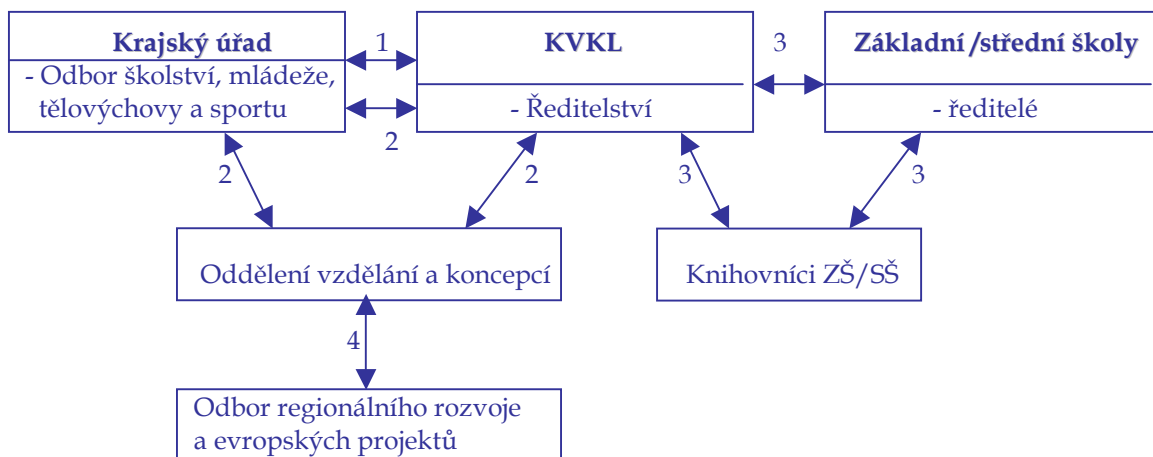 Krajský úřad
- Odbor školství, mládeže,
tělovýchovy a sportu
1
2
KVKL
- Ředitelství
3
Základní/střední školy
- ředitelé
2
2
3
3
Oddělení vzdělání a koncepcí
Knihovníci ZŠ/SŠ
4
Odbor regionálního rozvoje
a evropských projektů